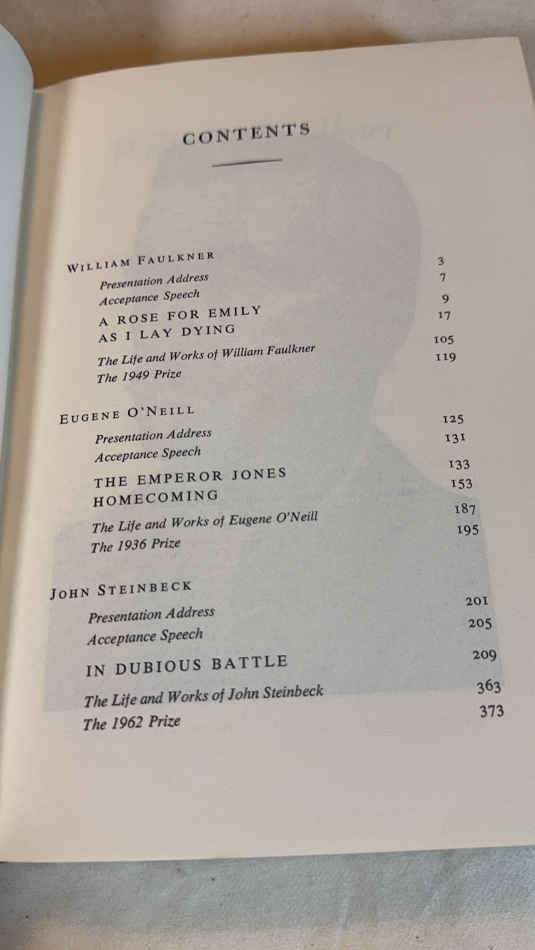 CONTENTS
WILLIAM FAULKNER
Presentation Address 3
Acceptance Speech 7
A ROSE FOR EMILY 9
AS I LAY DYING 17
The Life and Works of William Faulkner 105
The 1949 Prize 119
EUGENE O'NEILL
Presentation Address 125
Acceptance Speech 131
THE EMPEROR JONES 133
HOMECOMING 153
The Life and Works of Eugene O'Neill 187
The 1936 Prize 195
JOHN STEINBECK
Presentation Address 201
Acceptance Speech 205
IN DUBIOUS BATTLE 209
The Life and Works of John Steinbeck 363
The 1962 Prize 373